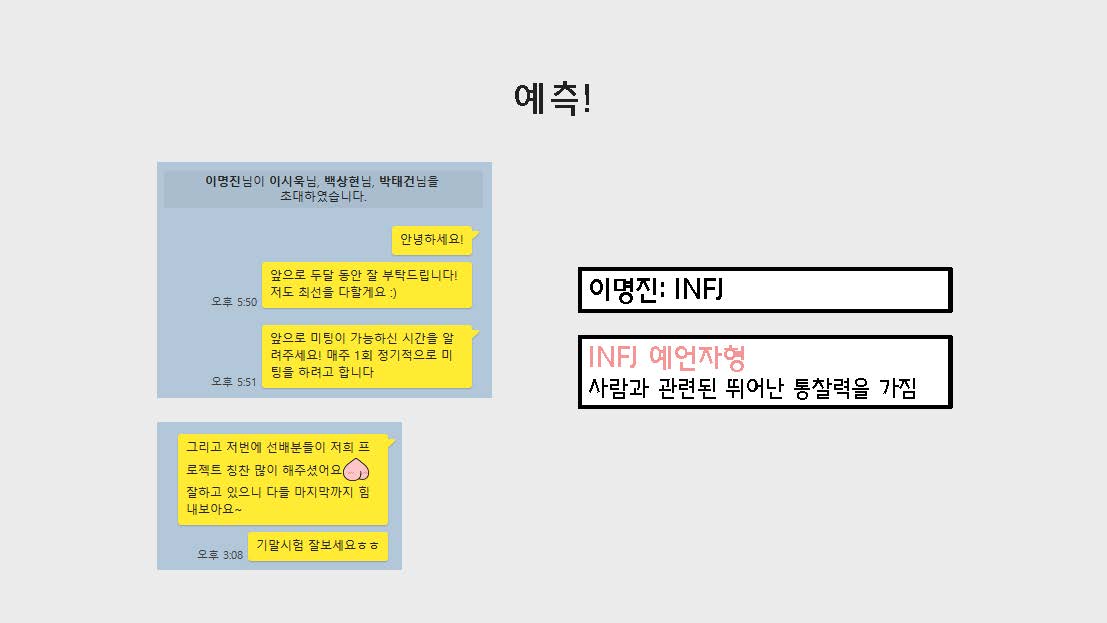 예측!
이명진님이 이시욱님, 백상현님, 박태건님을
초대하였습니다.
안녕하세요!
앞으로 두달 동안 잘 부탁드립니다!
저도 최선을 다할게요 :)
오후 5:50
앞으로 미팅이 가능하신 시간을 알
려주세요! 매주 1회 정기적으로 미
팅을 하려고 합니다
오후 5:51
그리고 저번에 선배분들이 저희 프
로젝트 칭찬 많이 해주셨어요
잘하고 있으니 다들 마지막까지 힘
내보아요~
기말시험 잘보세요ㅎㅎ
오후 3:08
이명진: INFJ
INFJ 예언자형
사람과 관련된 뛰어난 통찰력을 가짐